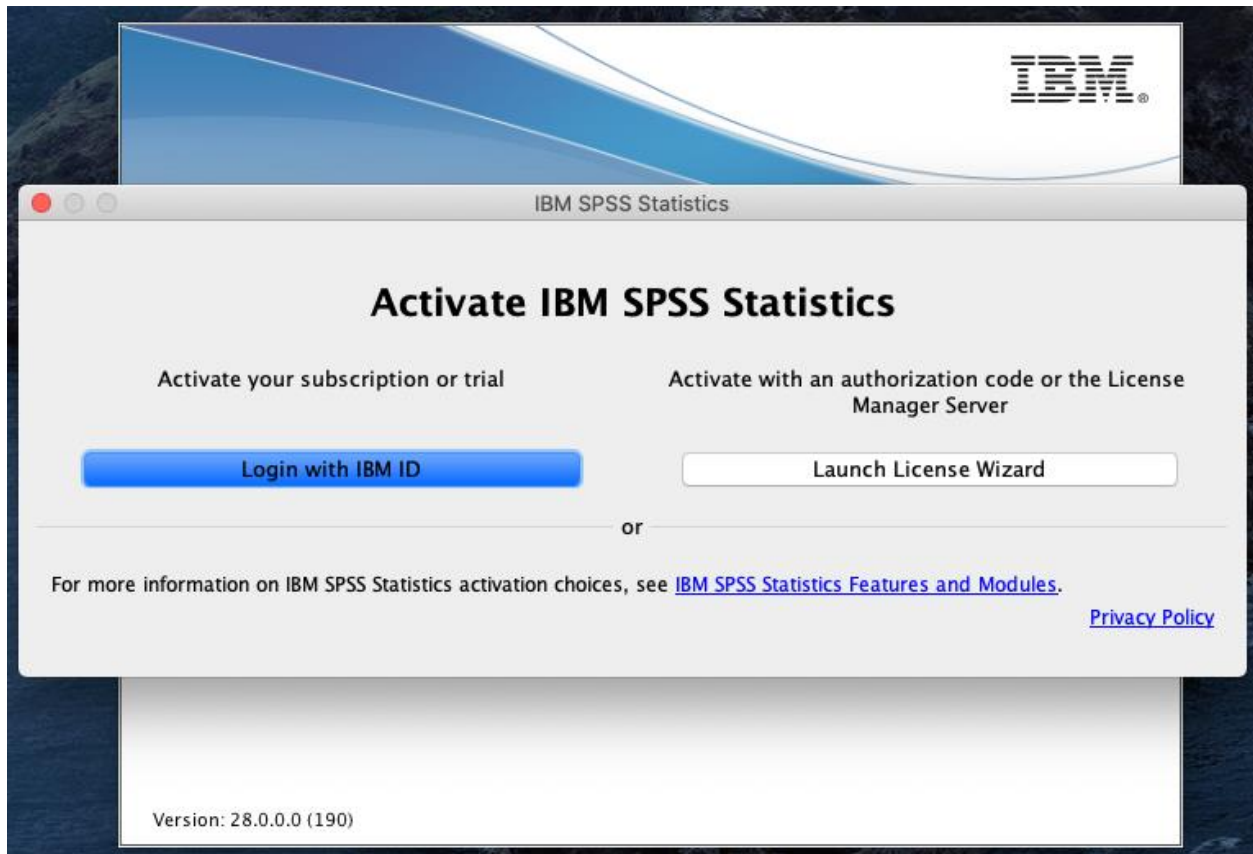 IBM®
IBM SPSS Statistics
Activate IBM SPSS Statistics
Activate your subscription or trial
Activate with an authorization code or the License
Manager Server
Login with IBM ID
Launch License Wizard
or
For more information on IBM SPSS Statistics activation choices, see IBM SPSS Statistics Features and Modules.
Privacy Policy
Version: 28.0.0.0 (190)